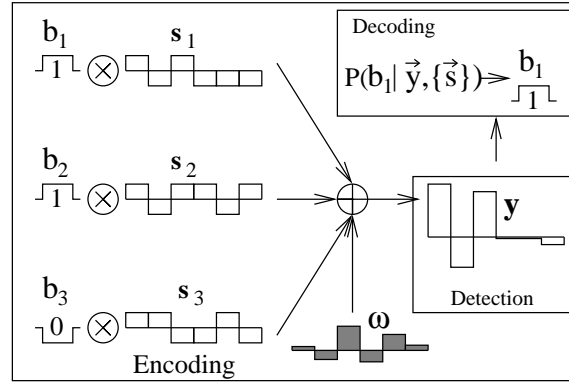 b₁ s₁
1
b₂ s₂
1
b₃ s₃
0
Encoding
ω
Decoding
P(b₁| y⃗,{s⃗}) b₁
1
y
Detection